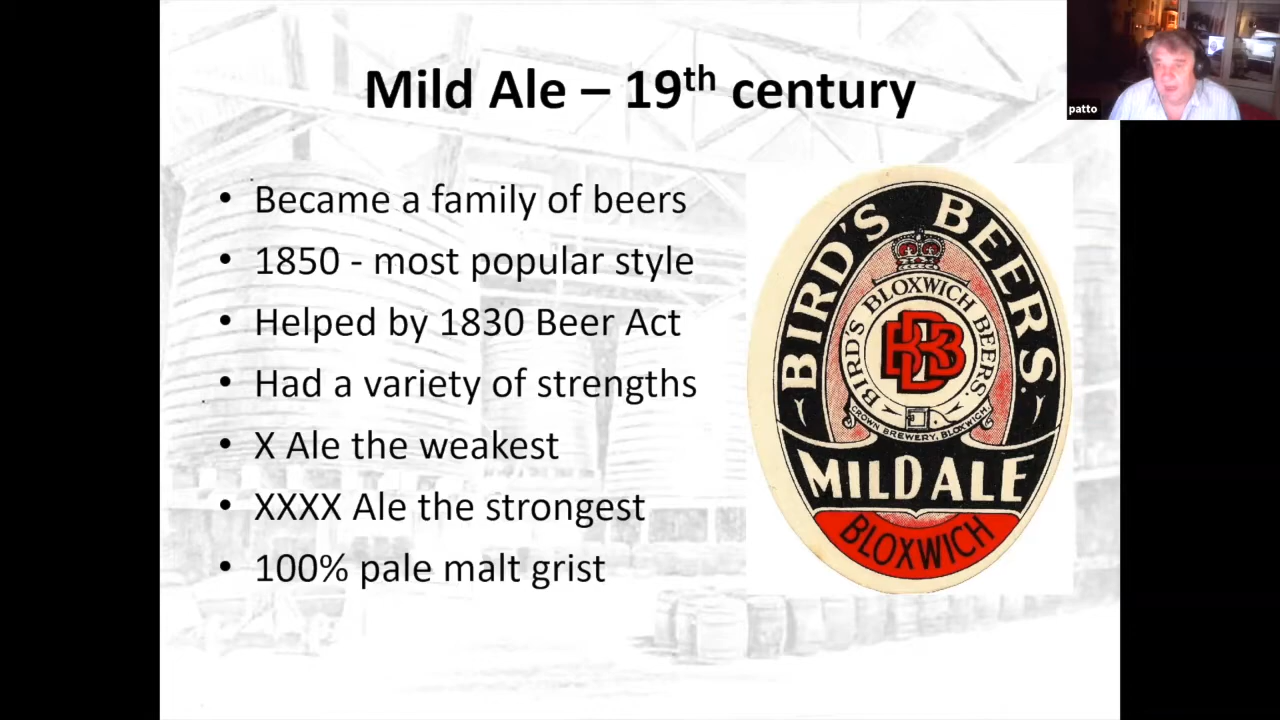 Mild Ale – 19th century
patto
• Became a family of beers
• 1850 - most popular style
• Helped by 1830 Beer Act
• Had a variety of strengths
• X Ale the weakest
• XXXX Ale the strongest
• 100% pale malt grist
BIRD'S BEERS.
BIRD'S BLOXWICH BEERS.
BBB
CROWN BREWERY, BLOXWICH.
MILD ALE
BLOXWICH